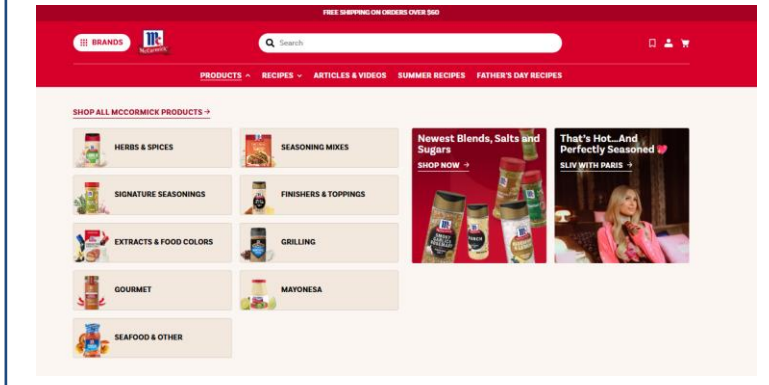 FREE SHIPPING ON ORDERS OVER $60
BRANDS
McCormick
Search
PRODUCTS
RECIPES
ARTICLES & VIDEOS
SUMMER RECIPES
FATHER'S DAY RECIPES
SHOP ALL MCCORMICK PRODUCTS →
HERBS & SPICES
SEASONING MIXES
SIGNATURE SEASONINGS
FINISHERS & TOPPINGS
EXTRACTS & FOOD COLORS
GRILLING
GOURMET
MAYONESA
SEAFOOD & OTHER
Newest Blends, Salts and
Sugars
SHOP NOW →
That's Hot...And
Perfectly Seasoned 💖
SLIV WITH PARIS →